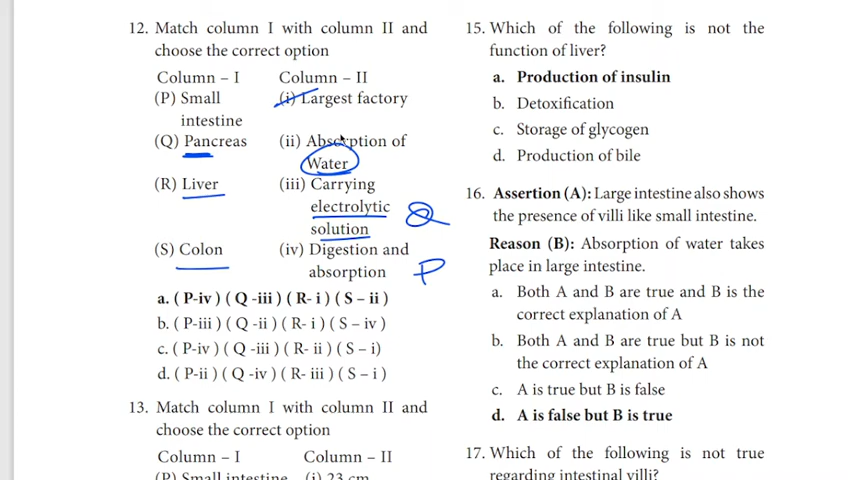 12. Match column I with column II and
choose the correct option
Column – I Column – II
(P) Small (i) Largest factory
intestine
(Q) Pancreas (ii) Absorption of
Water
(R) Liver (iii) Carrying
electrolytic
solution Q
(S) Colon (iv) Digestion and
absorption P
a. ( P-iv) ( Q -iii) ( R- i ) ( S – ii )
b. ( P-iii) ( Q -ii) ( R- i ) ( S – iv )
c. ( P-iv) ( Q -iii) ( R- ii ) ( S – i)
d. ( P-ii) ( Q -iv) ( R- iii ) ( S – i )
13. Match column I with column II and
choose the correct option
Column – I Column – II
(P) Small intestine (i) 23 cm
15. Which of the following is not the
function of liver?
a. Production of insulin
b. Detoxification
c. Storage of glycogen
d. Production of bile
16. Assertion (A): Large intestine also shows
the presence of villi like small intestine.
Reason (B): Absorption of water takes
place in large intestine.
a. Both A and B are true and B is the
correct explanation of A
b. Both A and B are true but B is not
the correct explanation of A
c. A is true but B is false
d. A is false but B is true
17. Which of the following is not true
regarding intestinal villi?